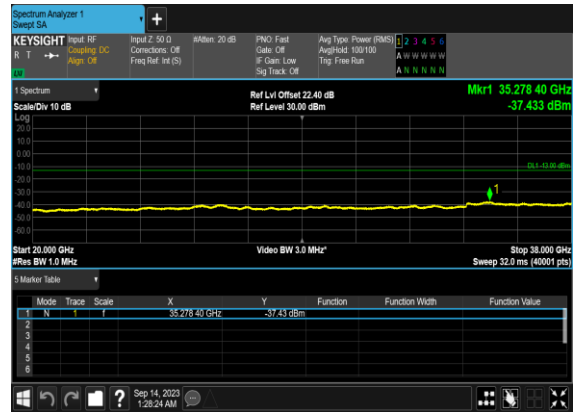 Spectrum Analyzer 1
Swept SA
KEYSIGHT Input: RF Input Z: 50 Ω #Atten: 20 dB PNO: Fast Avg Type: Power (RMS) 1 2 3 4 5 6
R T Coupling: DC Corrections: Off Gate: Off Avg|Hold: 100/100 A W W W W W
Align: Off Freq Ref: Int (S) IF Gain: Low Trig: Free Run
LW Sig Track: Off A N N N N N
1 Spectrum Ref Lvl Offset 22.40 dB Mkr1 35.278 40 GHz
Scale/Div 10 dB Ref Level 30.00 dBm -37.433 dBm
Log
20.0
10.0
0.00
-10.0 DL1 -13.00 dBm
-20.0
-30.0 1
-40.0
-50.0
-60.0
Start 20.000 GHz Video BW 3.0 MHz* Stop 38.000 GHz
#Res BW 1.0 MHz Sweep 32.0 ms (40001 pts)
5 Marker Table
Mode Trace Scale X Y Function Function Width Function Value
1 N 1 f 35.278 40 GHz -37.43 dBm
2
3
4
5
6
? Sep 14, 2023
1:28:24 AM